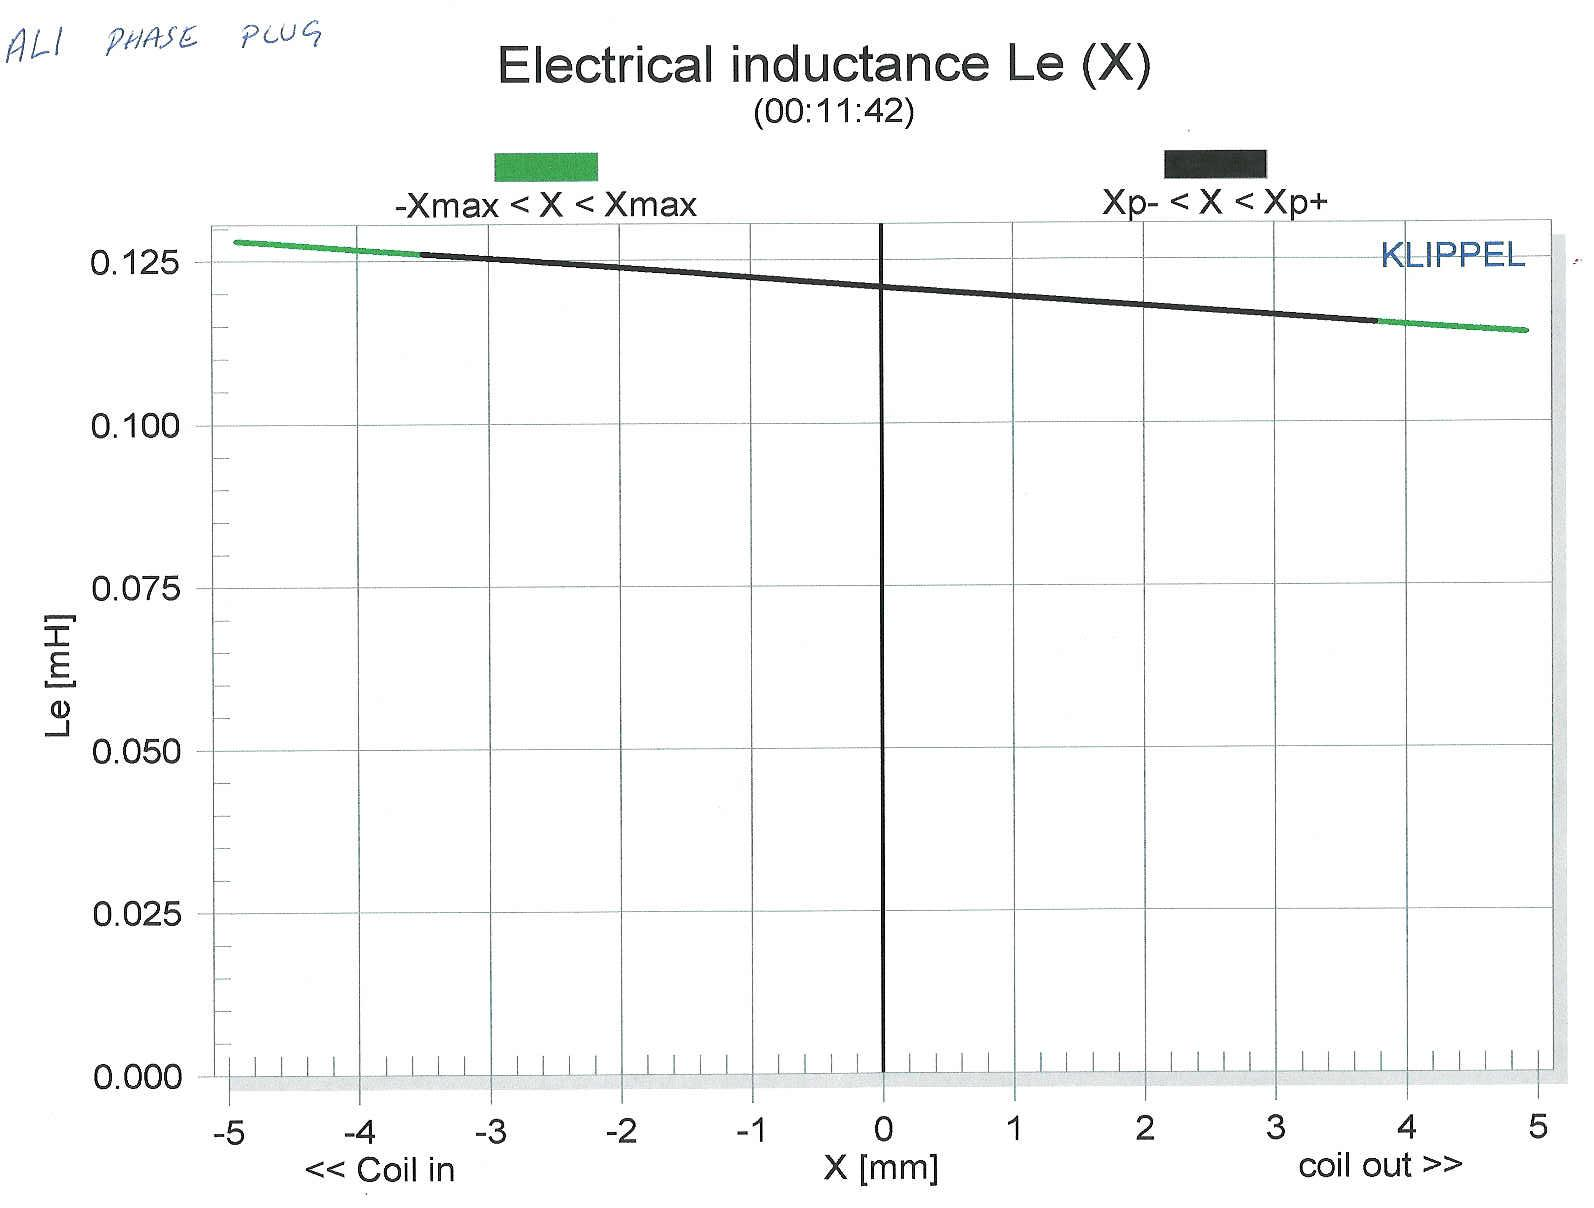 ALI PHASE PLUG
Electrical inductance Le (X)
(00:11:42)
-Xmax < X < Xmax
Xp- < X < Xp+
KLIPPEL
0.125
0.100
0.075
0.050
0.025
0.000
Le [mH]
-5 -4 -3 -2 -1 0 1 2 3 4 5
<< Coil in X [mm] coil out >>